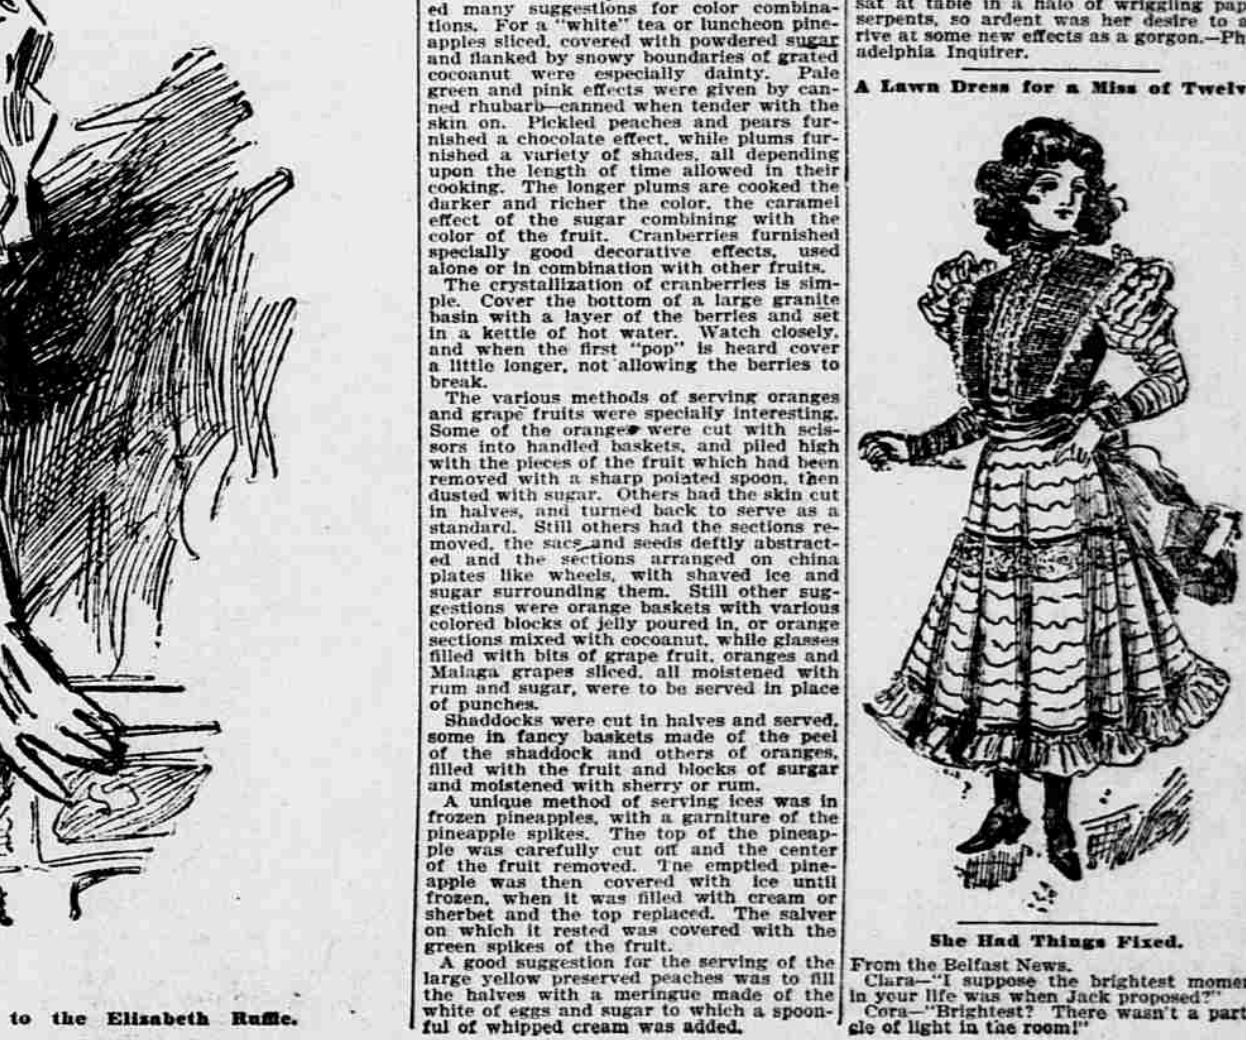 to the Elizabeth Ruffle.
ed many suggestions for color combina-
tions. For a "white" tea or luncheon pine-
apples sliced, covered with powdered sugar
and flanked by snowy boundaries of grated
cocoanut were especially dainty. Pale
green and pink effects were given by can-
ned rhubarb—canned when tender with the
skin on. Pickled peaches and pears fur-
nished a chocolate effect, while plums fur-
nished a variety of shades, all depending
upon the length of time allowed in their
cooking. The longer plums are cooked the
darker and richer the color, the caramel
effect of the sugar combining with the
color of the fruit. Cranberries furnished
specially good decorative effects, used
alone or in combination with other fruits.
The crystallization of cranberries is sim-
ple. Cover the bottom of a large granite
basin with a layer of the berries and set
in a kettle of hot water. Watch closely,
and when the first "pop" is heard cover
a little longer, not allowing the berries to
break.
The various methods of serving oranges
and grape fruits were specially interesting.
Some of the oranges were cut with scis-
sors into handled baskets, and piled high
with the pieces of the fruit which had been
removed with a sharp pointed spoon, then
dusted with sugar. Others had the skin cut
in halves, and turned back to serve as a
standard. Still others had the sections re-
moved, the sacs and seeds deftly abstract-
ed and the sections arranged on china
plates like wheels, with shaved ice and
sugar surrounding them. Still other sug-
gestions were orange baskets with various
colored blocks of jelly poured in, or orange
sections mixed with cocoanut, while glasses
filled with bits of grape fruit, oranges and
Malaga grapes sliced, all moistened with
rum and sugar, were to be served in place
of punches.
Shaddocks were cut in halves and served,
some in fancy baskets made of the peel
of the shaddock and others of oranges,
filled with the fruit and blocks of surgar
and moistened with sherry or rum.
A unique method of serving ices was in
frozen pineapples, with a garniture of the
pineapple spikes. The top of the pineap-
ple was carefully cut off and the center
of the fruit removed. The emptied pine-
apple was then covered with ice until
frozen, when it was filled with cream or
sherbet and the top replaced. The salver
on which it rested was covered with the
green spikes of the fruit.
A good suggestion for the serving of the
large yellow preserved peaches was to fill
the halves with a meringue made of the
white of eggs and sugar to which a spoon-
ful of whipped cream was added.
sat at table in a halo of wriggling pap
serpents, so ardent was her desire to a
rive at some new effects as a gorgon.—Ph
adelphia Inquirer.
A Lawn Dress for a Miss of Twelv
She Had Things Fixed.
From the Belfast News.
Clara—"I suppose the brightest momen
in your life was when Jack proposed?"
Cora—"Brightest? There wasn't a part
gle of light in the room!"